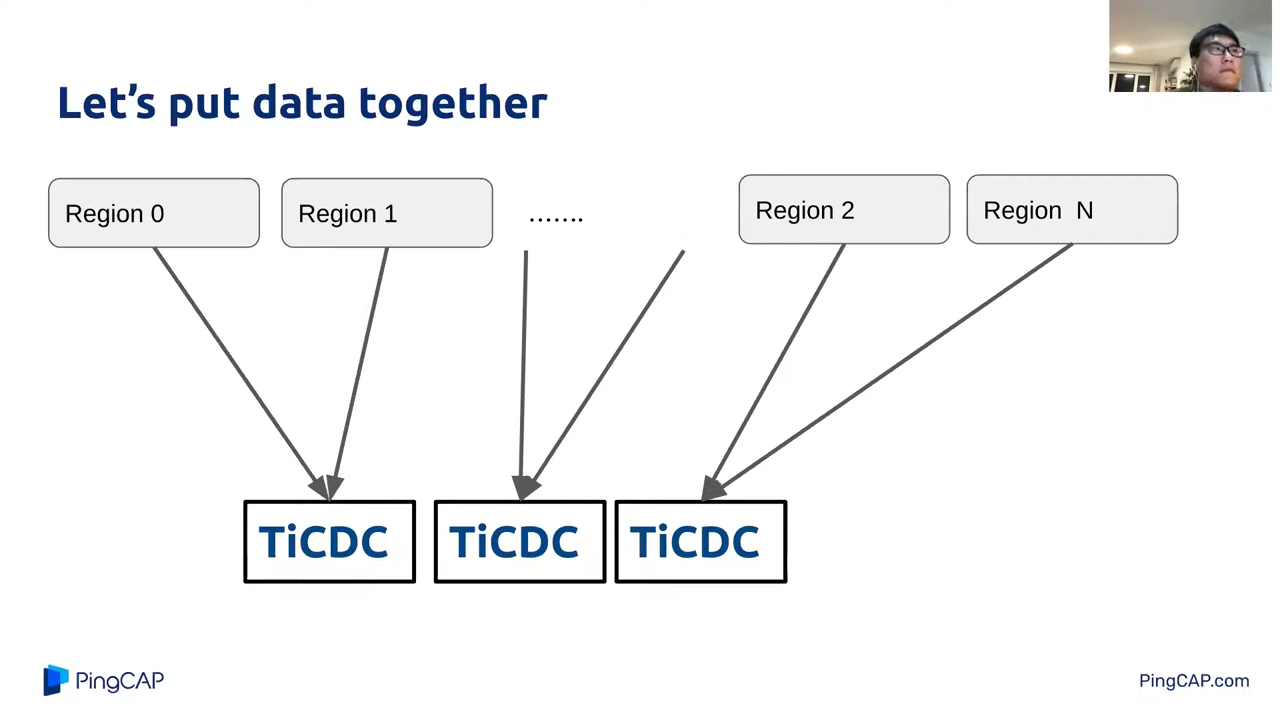 Let's put data together
Region 0
Region 1
.......
Region 2
Region N
TiCDC
TiCDC
TiCDC
PingCAP
PingCAP.com